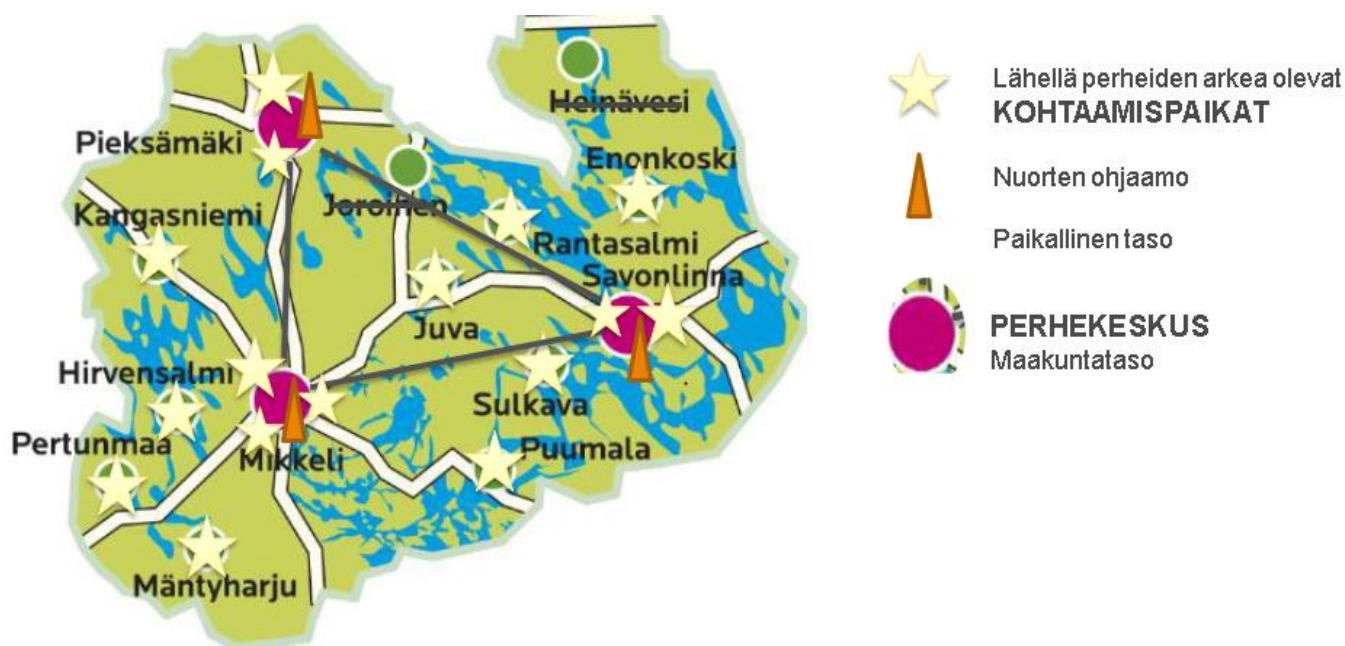 Heinävesi
Pieksämäki
Enonkoski
Joroinen
Kangasniemi
Rantasalmi
Savonlinna
Juva
Hirvensalmi
Sulkava
Pertunmaa
Mikkeli
Puumala
Mäntyharju
Lähellä perheiden arkea olevat
KOHTAAMISPAIKAT
Nuorten ohjaamo
Paikallinen taso
PERHEKESKUS
Maakuntataso